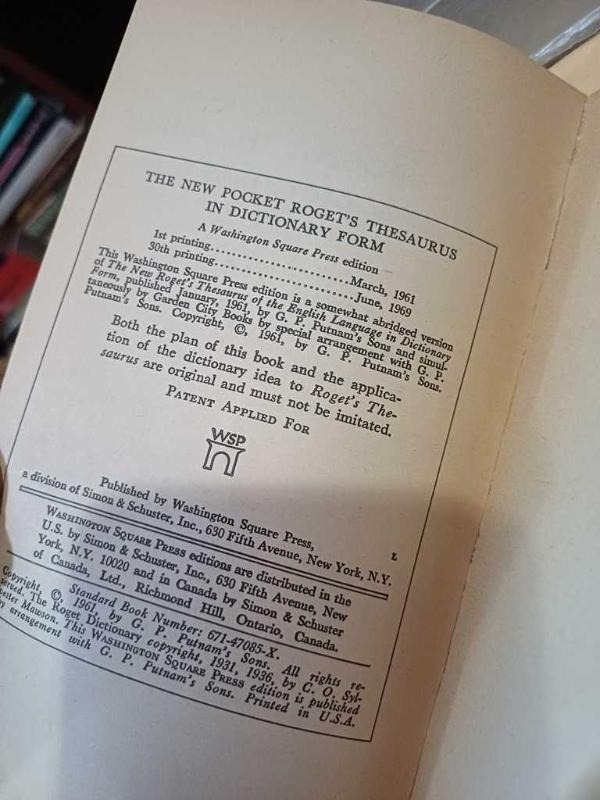 THE NEW POCKET ROGET'S THESAURUS
IN DICTIONARY FORM
A Washington Square Press edition
1st printing........................March, 1961
30th printing........................June, 1969
This Washington Square Press edition is a somewhat abridged version
of The New Roget's Thesaurus of the English Language in Dictionary
Form, published January, 1961, by G. P. Putnam's Sons and simul-
taneously by Garden City Books by special arrangement with G. P.
Putnam's Sons. Copyright, ©, 1961, by G. P. Putnam's Sons.
Both the plan of this book and the applica-
tion of the dictionary idea to Roget's The-
saurus are original and must not be imitated.
PATENT APPLIED FOR
WSP
Published by Washington Square Press,
a division of Simon & Schuster, Inc., 630 Fifth Avenue, New York, N.Y.
L
WASHINGTON SQUARE PRESS editions are distributed in the
U.S. by Simon & Schuster, Inc., 630 Fifth Avenue, New
York, N.Y. 10020 and in Canada by Simon & Schuster
of Canada, Ltd., Richmond Hill, Ontario, Canada.
Standard Book Number: 671-47085-X.
Copyright, ©, 1961, by G. P. Putnam's Sons. All rights re-
served. The Roget Dictionary copyright, 1931, 1936, by C. O. Syl-
vester Mawson. This WASHINGTON SQUARE PRESS edition is published
by arrangement with G. P. Putnam's Sons. Printed in U.S.A.